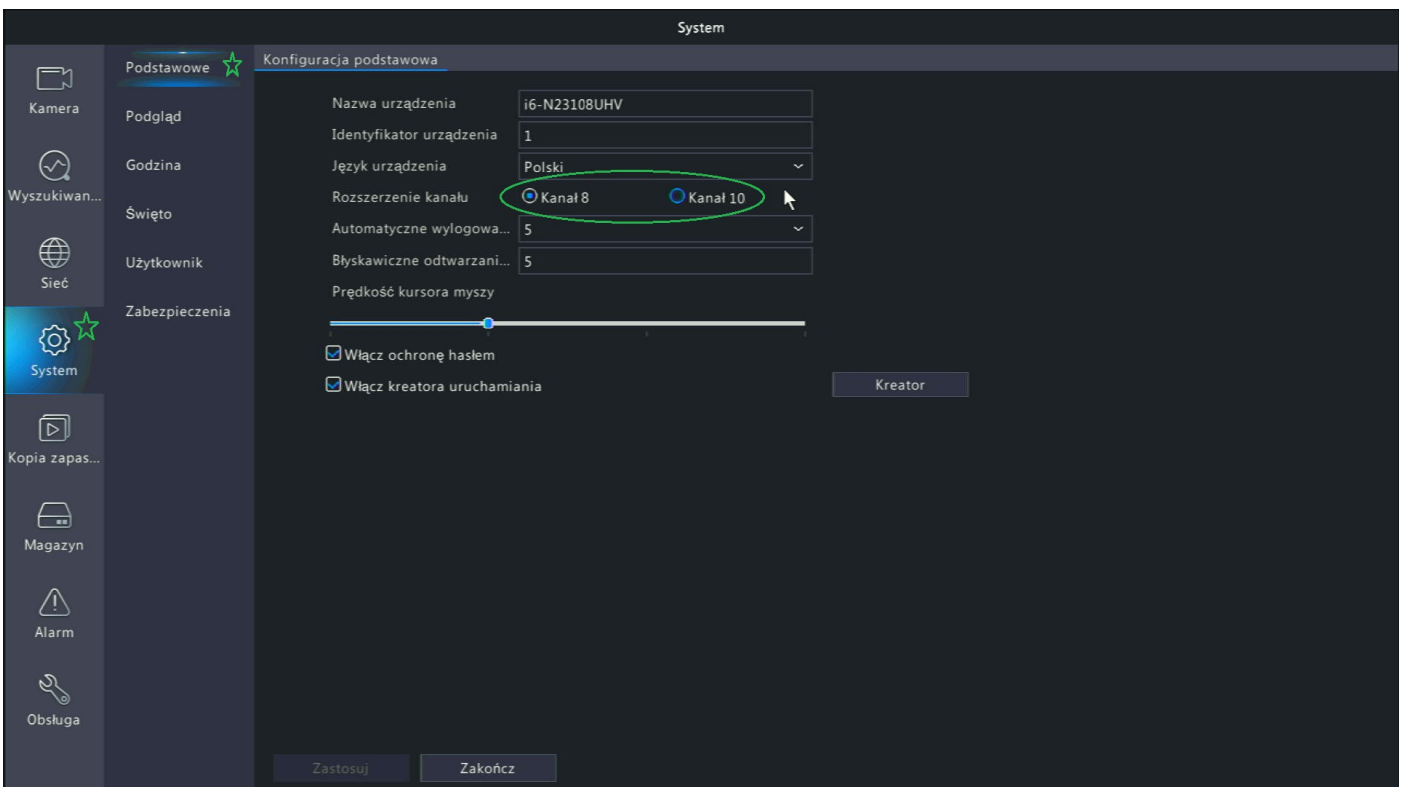 System
Kamera
Wyszukiwan...
Sieć
System
Kopia zapas...
Magazyn
Alarm
Obsługa
Podstawowe
Podgląd
Godzina
Święto
Użytkownik
Zabezpieczenia
Konfiguracja podstawowa
Nazwa urządzenia i6-N23108UHV
Identyfikator urządzenia 1
Język urządzenia Polski
Rozszerzenie kanału Kanał 8 Kanał 10
Automatyczne wylogowa... 5
Błyskawiczne odtwarzani... 5
Prędkość kursora myszy
Włącz ochronę hasłem
Włącz kreatora uruchamiania Kreator
Zastosuj Zakończ